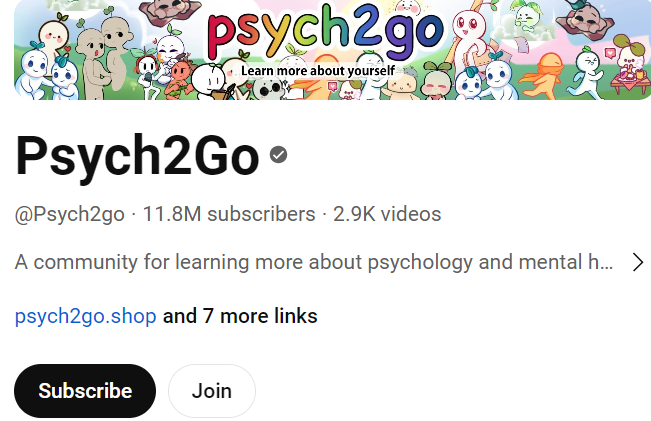 psych2go
Learn more about yourself
Psych2Go
@Psych2go · 11.8M subscribers · 2.9K videos
A community for learning more about psychology and mental h...
psych2go.shop and 7 more links
Subscribe Join